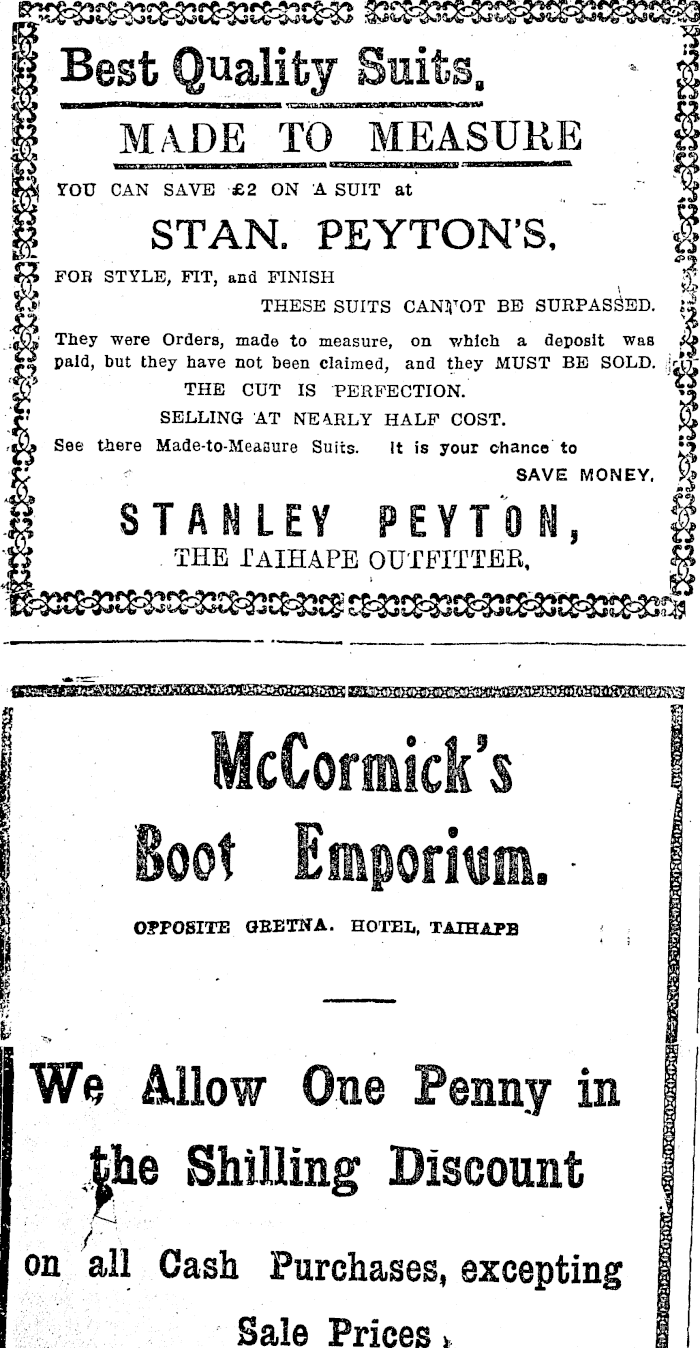 Best Quality Suits.
MADE TO MEASURE
YOU CAN SAVE £2 ON A SUIT at
STAN. PEYTON'S.
FOR STYLE, FIT, and FINISH
THESE SUITS CANNOT BE SURPASSED.
They were Orders, made to measure, on which a deposit was
paid, but they have not been claimed, and they MUST BE SOLD.
THE CUT IS PERFECTION.
SELLING AT NEARLY HALF COST.
See there Made-to-Measure Suits. It is your chance to
SAVE MONEY.
STANLEY PEYTON,
THE TAIHAPE OUTFITTER,
McCormick's
Boot Emporium.
OPPOSITE GRETNA. HOTEL, TAIHAPE
We Allow One Penny in
the Shilling Discount
on all Cash Purchases, excepting
Sale Prices